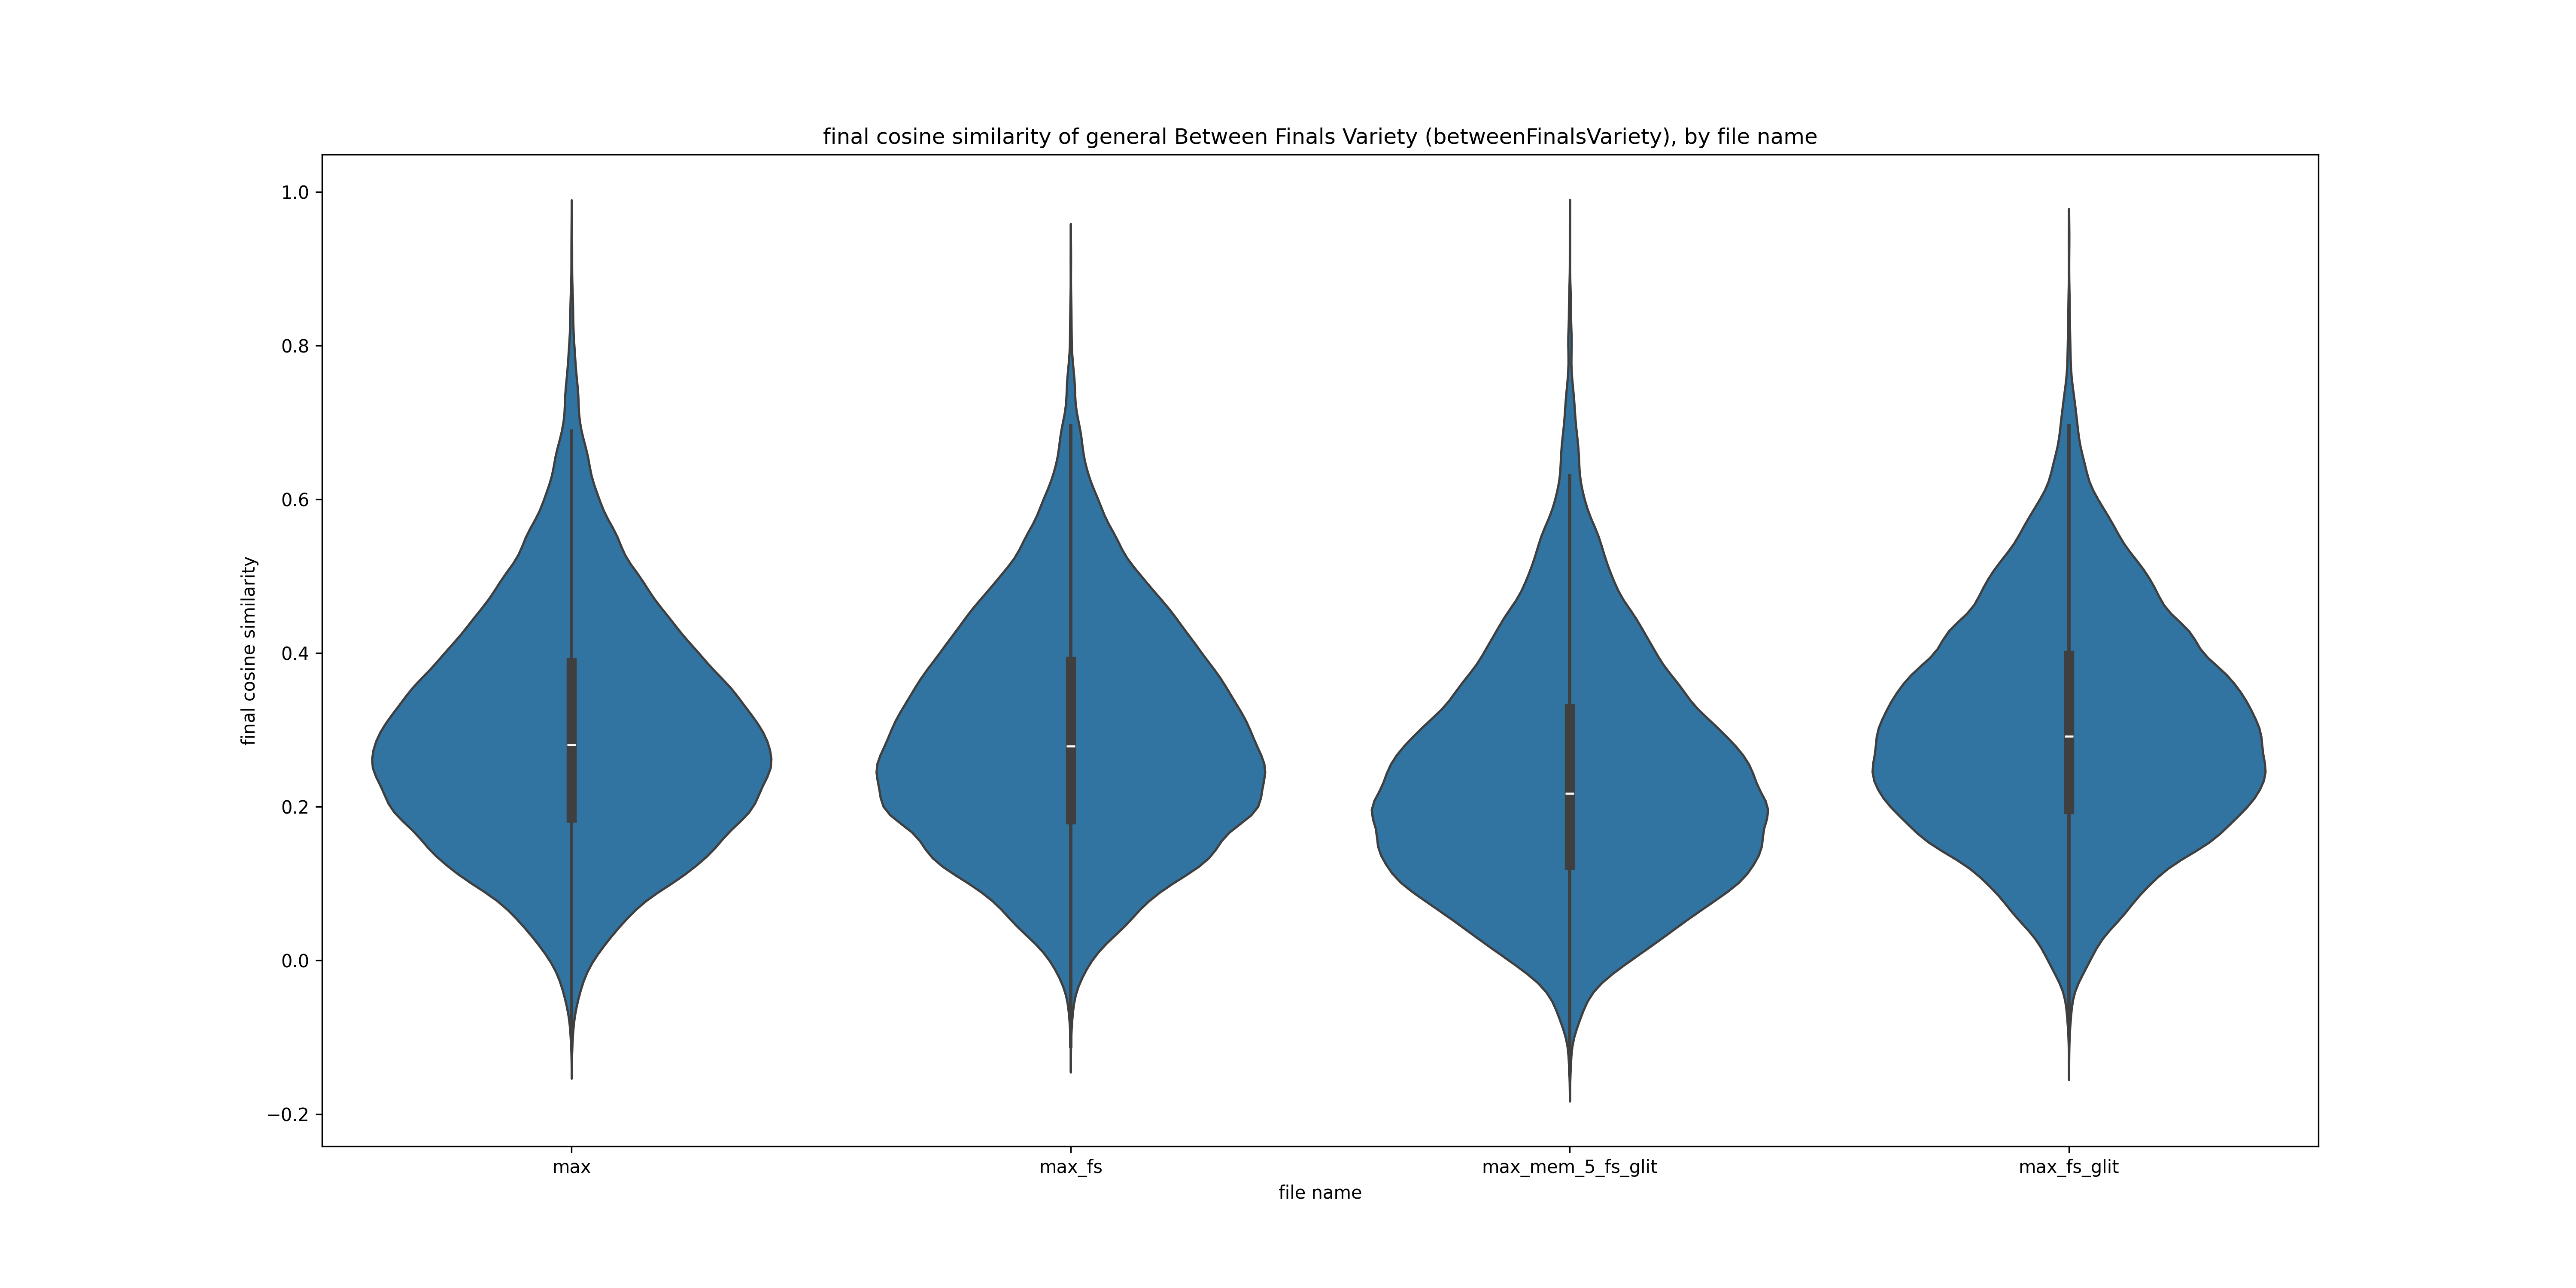 final cosine similarity of general Between Finals Variety (betweenFinalsVariety), by file name
1.0
0.8
0.6
0.4
0.2
0.0
−0.2
final cosine similarity
max
max_fs
max_mem_5_fs_glit
max_fs_glit
file name